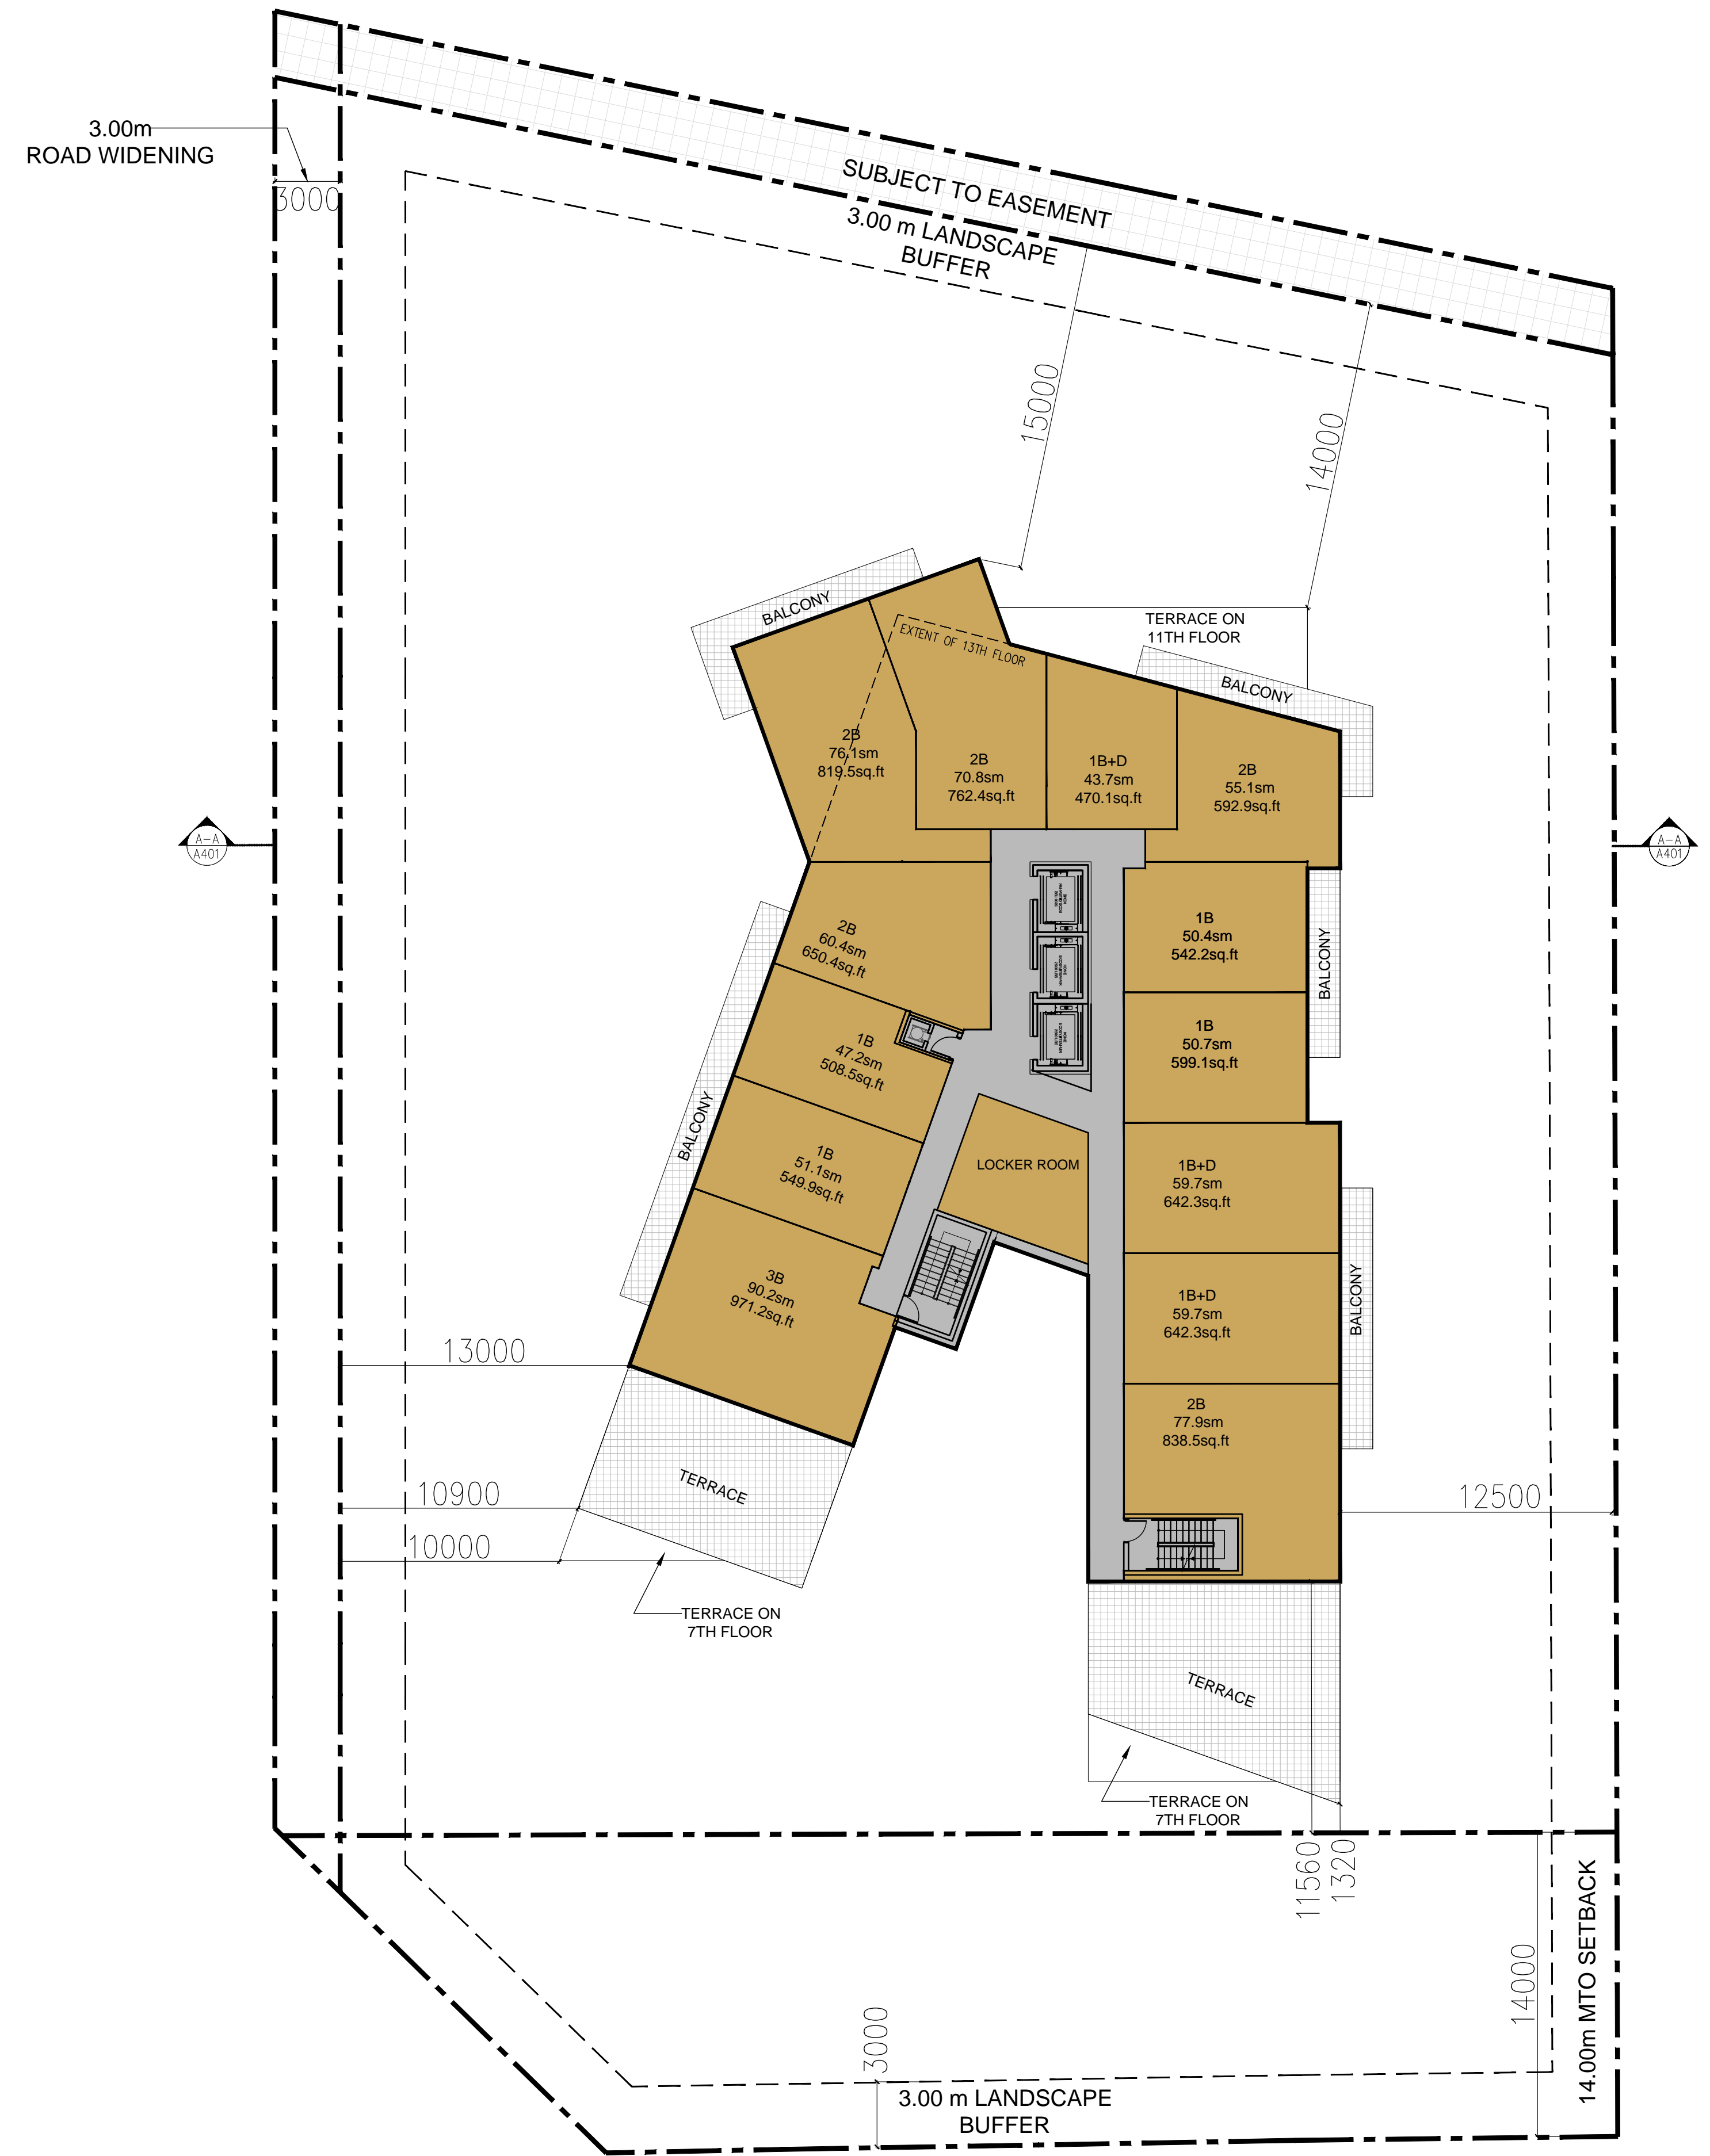 3.00m
ROAD WIDENING
3000
SUBJECT TO EASEMENT
3.00 m LANDSCAPE
BUFFER
15000
14000
BALCONY
EXTENT OF 13TH FLOOR
TERRACE ON
11TH FLOOR
BALCONY
2B
76.1sm
819.5sq.ft
2B
70.8sm
762.4sq.ft
1B+D
43.7sm
470.1sq.ft
2B
55.1sm
592.9sq.ft
A-A
A401
A-A
A401
2B
60.4sm
650.4sq.ft
1B
50.4sm
542.2sq.ft
BALCONY
1B
47.2sm
508.5sq.ft
1B
50.7sm
599.1sq.ft
BALCONY
1B
51.1sm
549.9sq.ft
LOCKER ROOM
1B+D
59.7sm
642.3sq.ft
3B
90.2sm
971.2sq.ft
1B+D
59.7sm
642.3sq.ft
BALCONY
13000
2B
77.9sm
838.5sq.ft
TERRACE
10900
12500
10000
TERRACE ON
7TH FLOOR
TERRACE
TERRACE ON
7TH FLOOR
11560
1320
14000
14.00m MTO SETBACK
3000
3.00 m LANDSCAPE
BUFFER